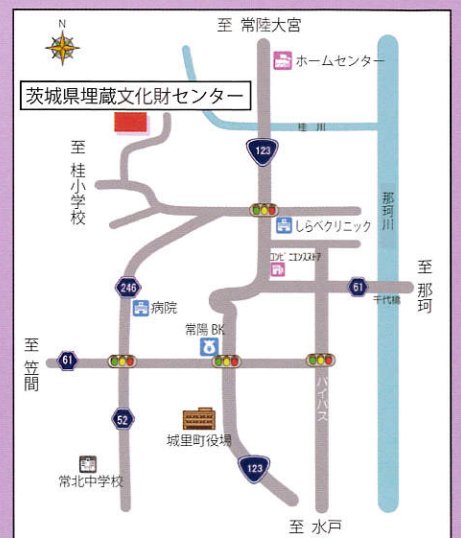 至 常陸大宮
N
ホームセンター
茨城県埋蔵文化財センター
桂川
123
至 桂小学校
那珂川
しらべクリニック
コンビニエンスストア
至 那珂
246
61
千代橋
病院
常陽 BK
至 笠間
61
バイパス
52
城里町役場
123
常北中学校
至 水戸